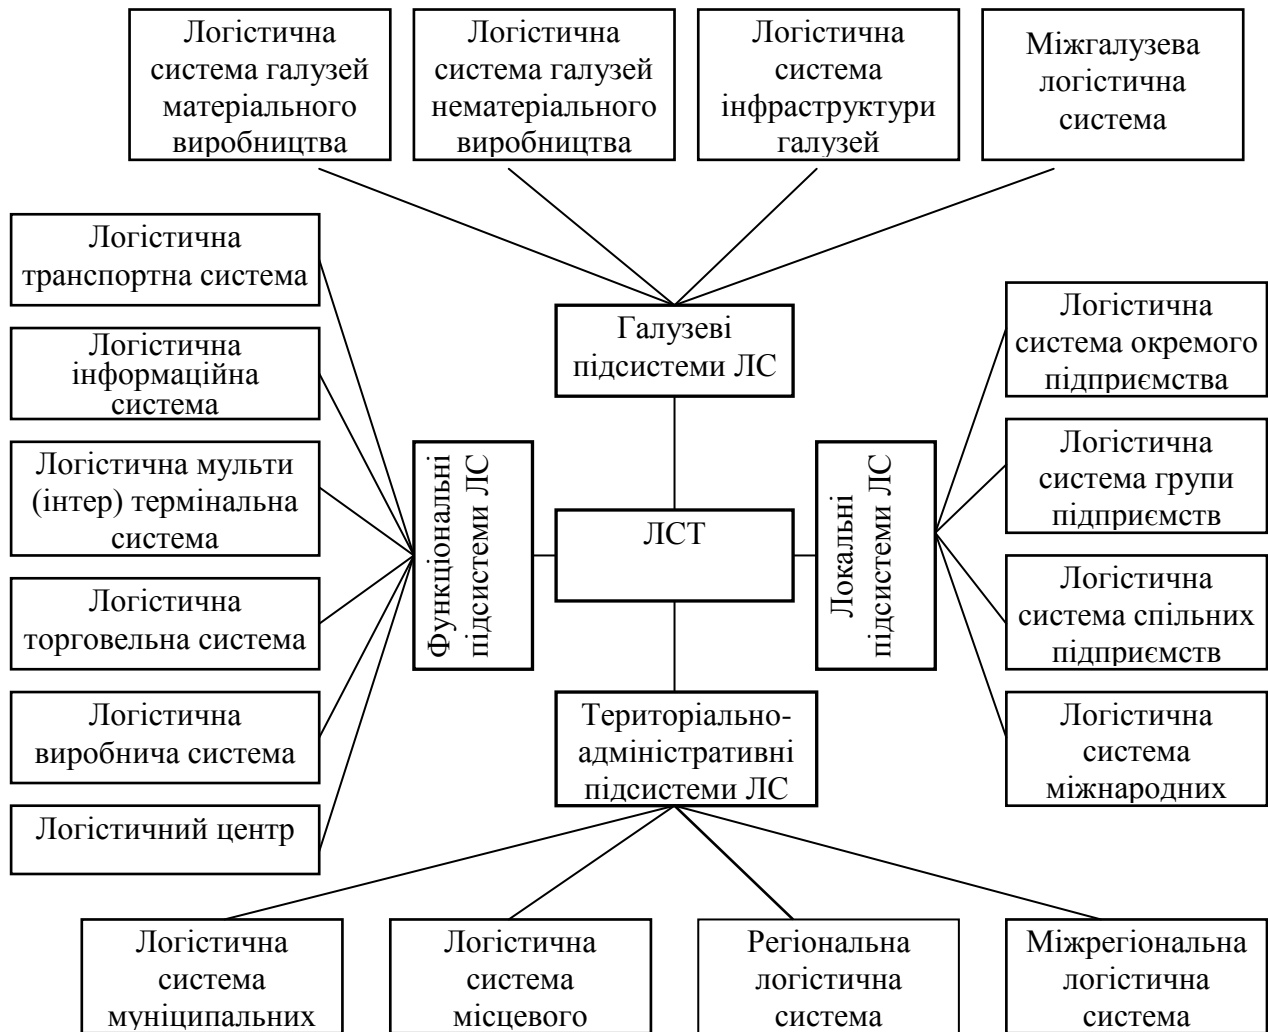 Логістична
система галузей
матеріального
виробництва
Логістична
система галузей
нематеріального
виробництва
Логістична
система
інфраструктури
галузей
Міжгалузева
логістична
система
Логістична
транспортна система
Логістична
інформаційна
система
Логістична мульти
(інтер) термінальна
система
Логістична
торговельна система
Логістична
виробнича система
Логістичний центр
Функціональні
підсистеми ЛС
Галузеві
підсистеми ЛС
ЛСТ
Територіально-
адміністративні
підсистеми ЛС
Локальні
підсистеми ЛС
Логістична
система окремого
підприємства
Логістична
система групи
підприємств
Логістична
система спільних
підприємств
Логістична
система
міжнародних
Логістична
система
муніципальних
Логістична
система
місцевого
Регіональна
логістична
система
Міжрегіональна
логістична
система